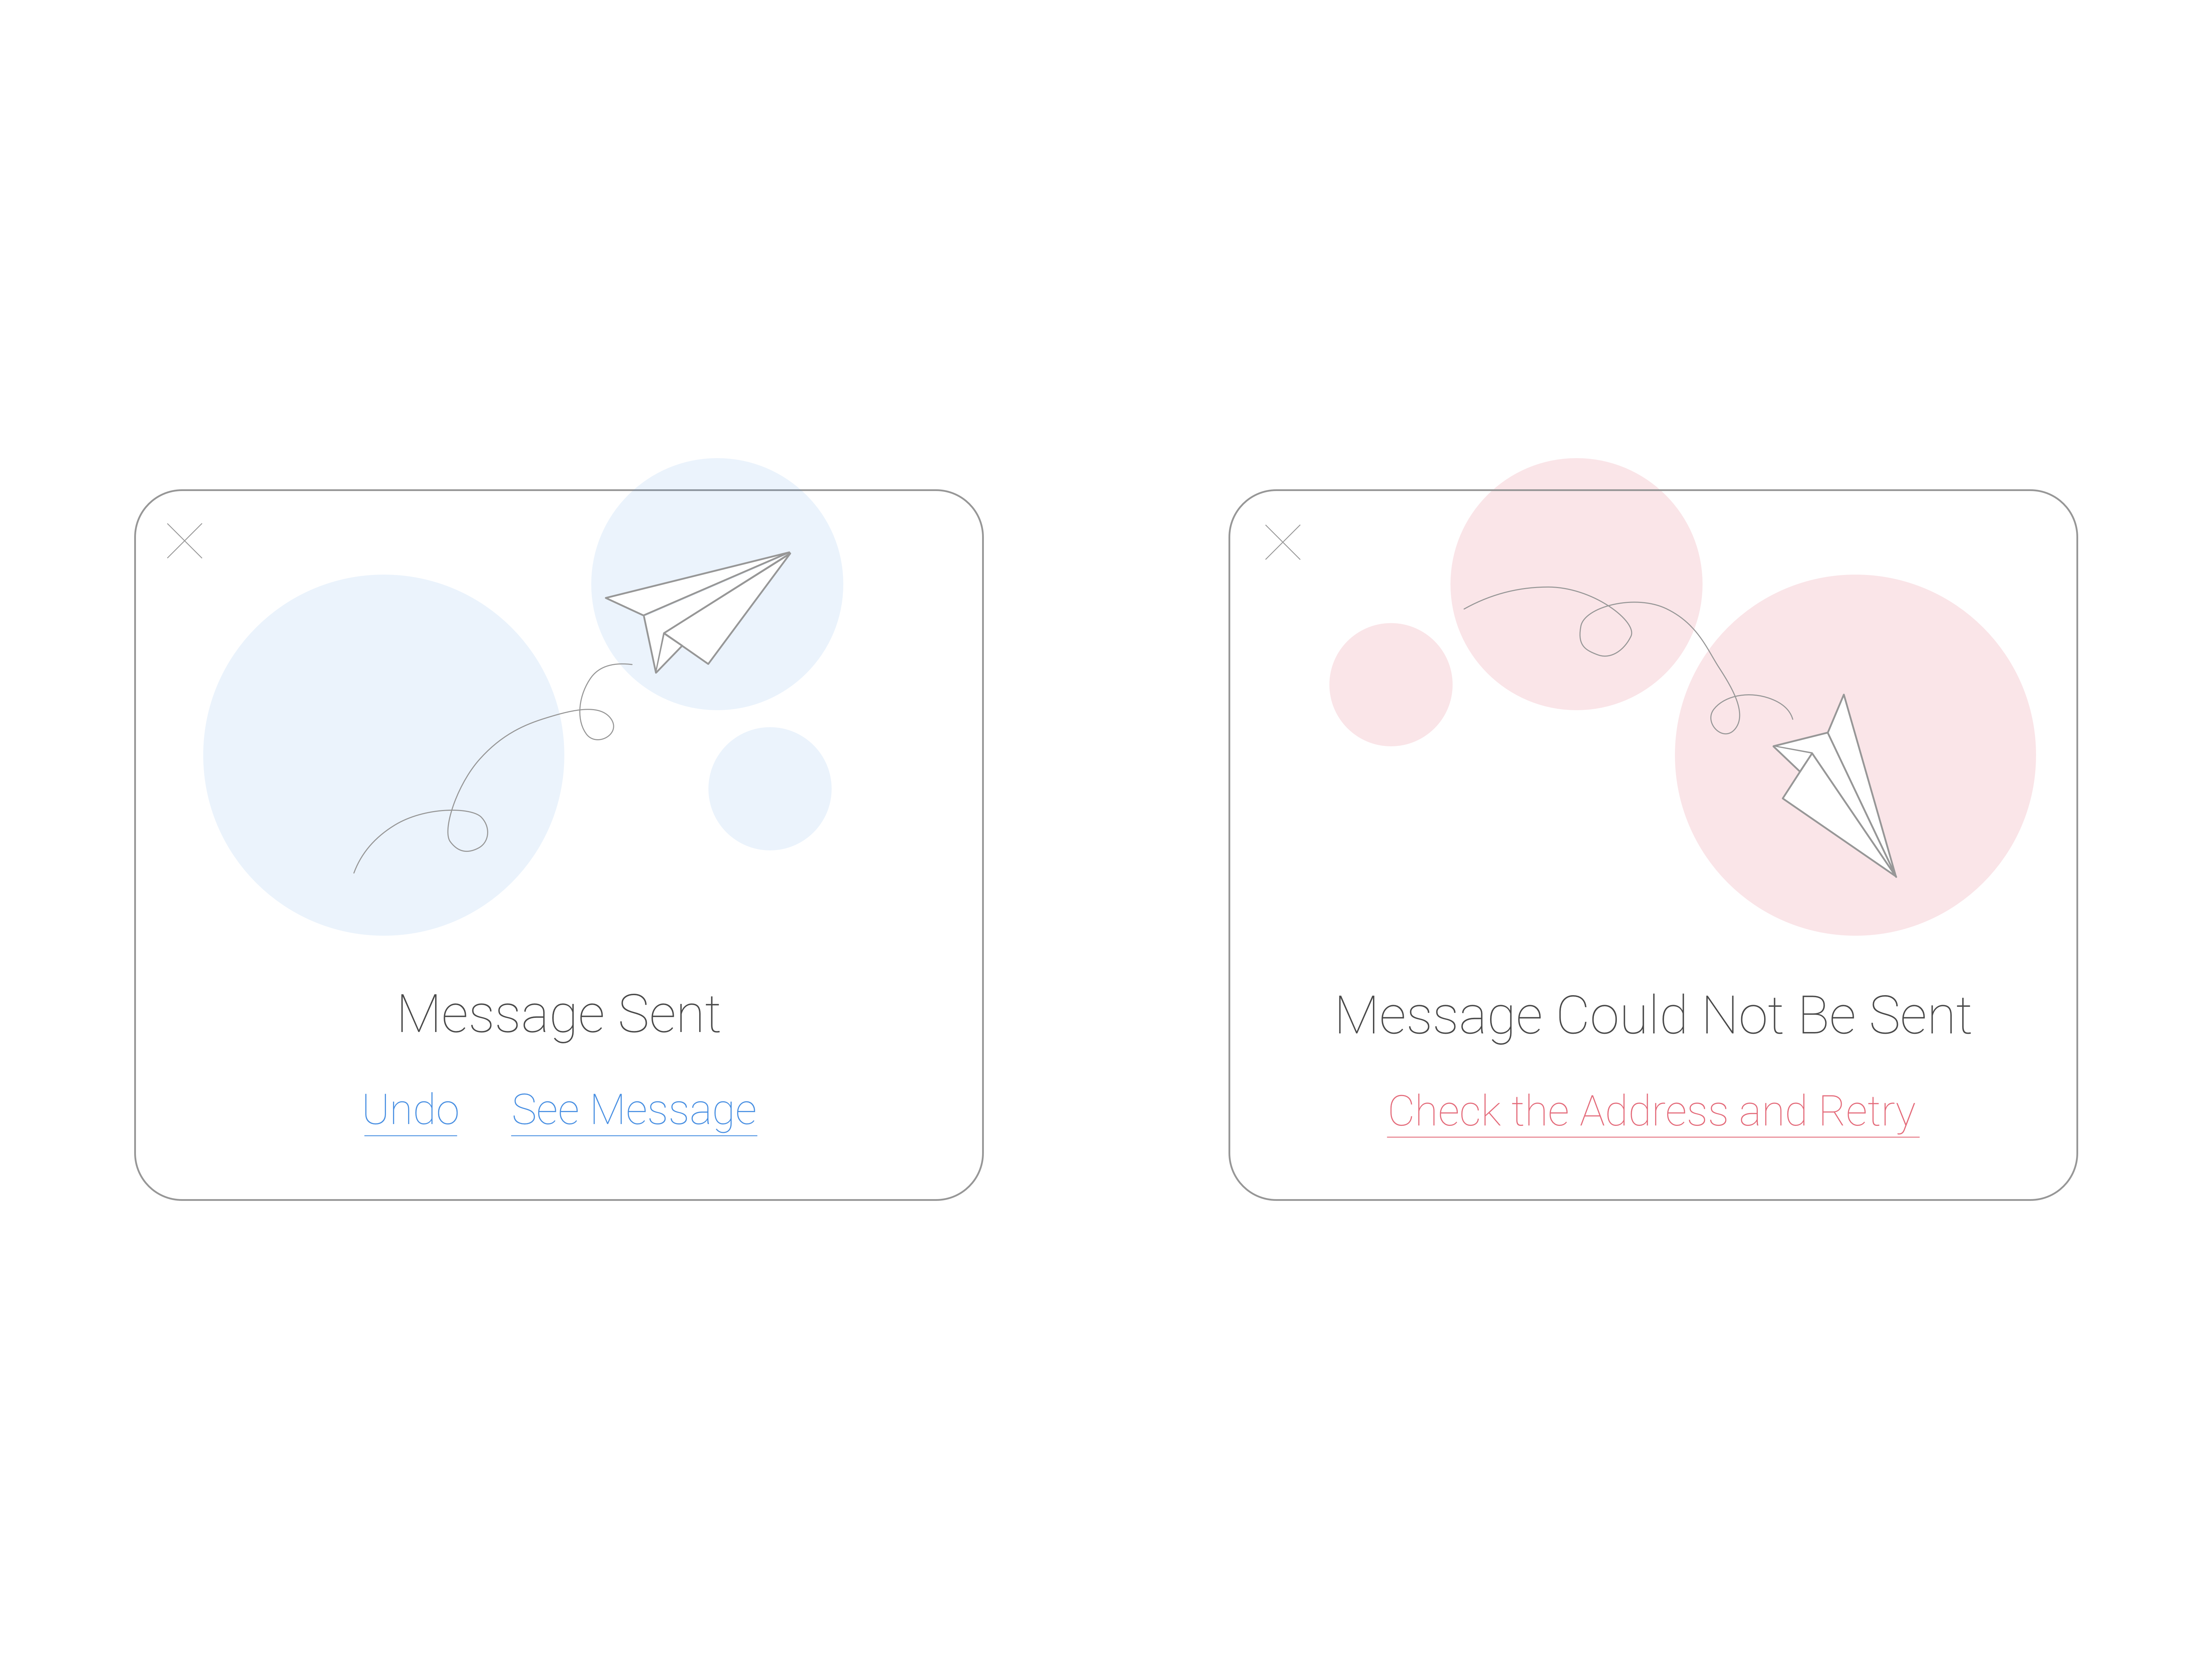 Message Sent
Undo See Message
Message Could Not Be Sent
Check the Address and Retry